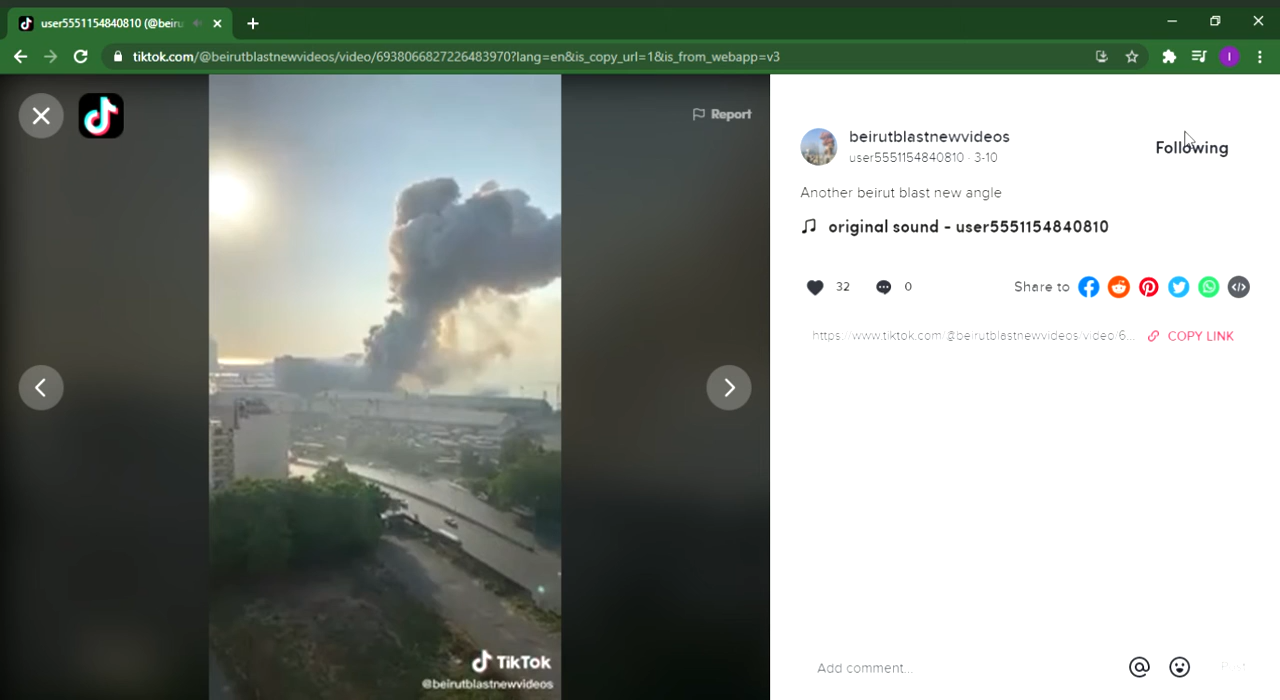 user5551154840810 (@beiru
tiktok.com/@beirutblastnewvideos/video/6938066827226483970?lang=en&is_copy_url=1&is_from_webapp=v3
Report
beirutblastnewvideos
user5551154840810 · 3-10
Following
Another beirut blast new angle
original sound - user5551154840810
32
0
Share to
https://www.tiktok.com/@beirutblastnewvideos/video/6...
COPY LINK
TikTok
@beirutblastnewvideos
Add comment...
Post